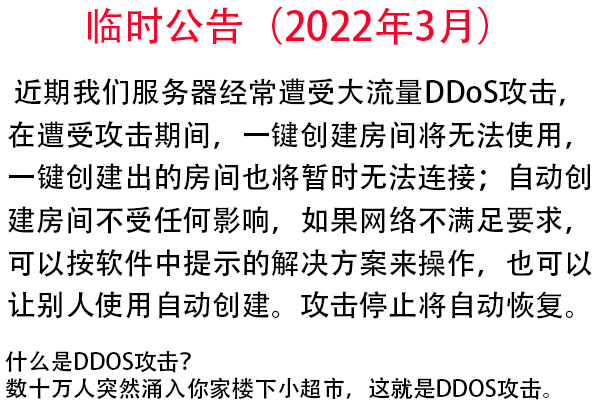 临时公告（2022年3月）
近期我们服务器经常遭受大流量DDoS攻击，
在遭受攻击期间，一键创建房间将无法使用，
一键创建出的房间也将暂时无法连接；自动创
建房间不受任何影响，如果网络不满足要求，
可以按软件中提示的解决方案来操作，也可以
让别人使用自动创建。攻击停止将自动恢复。
什么是DDOS攻击？
数十万人突然涌入你家楼下小超市，这就是DDOS攻击。